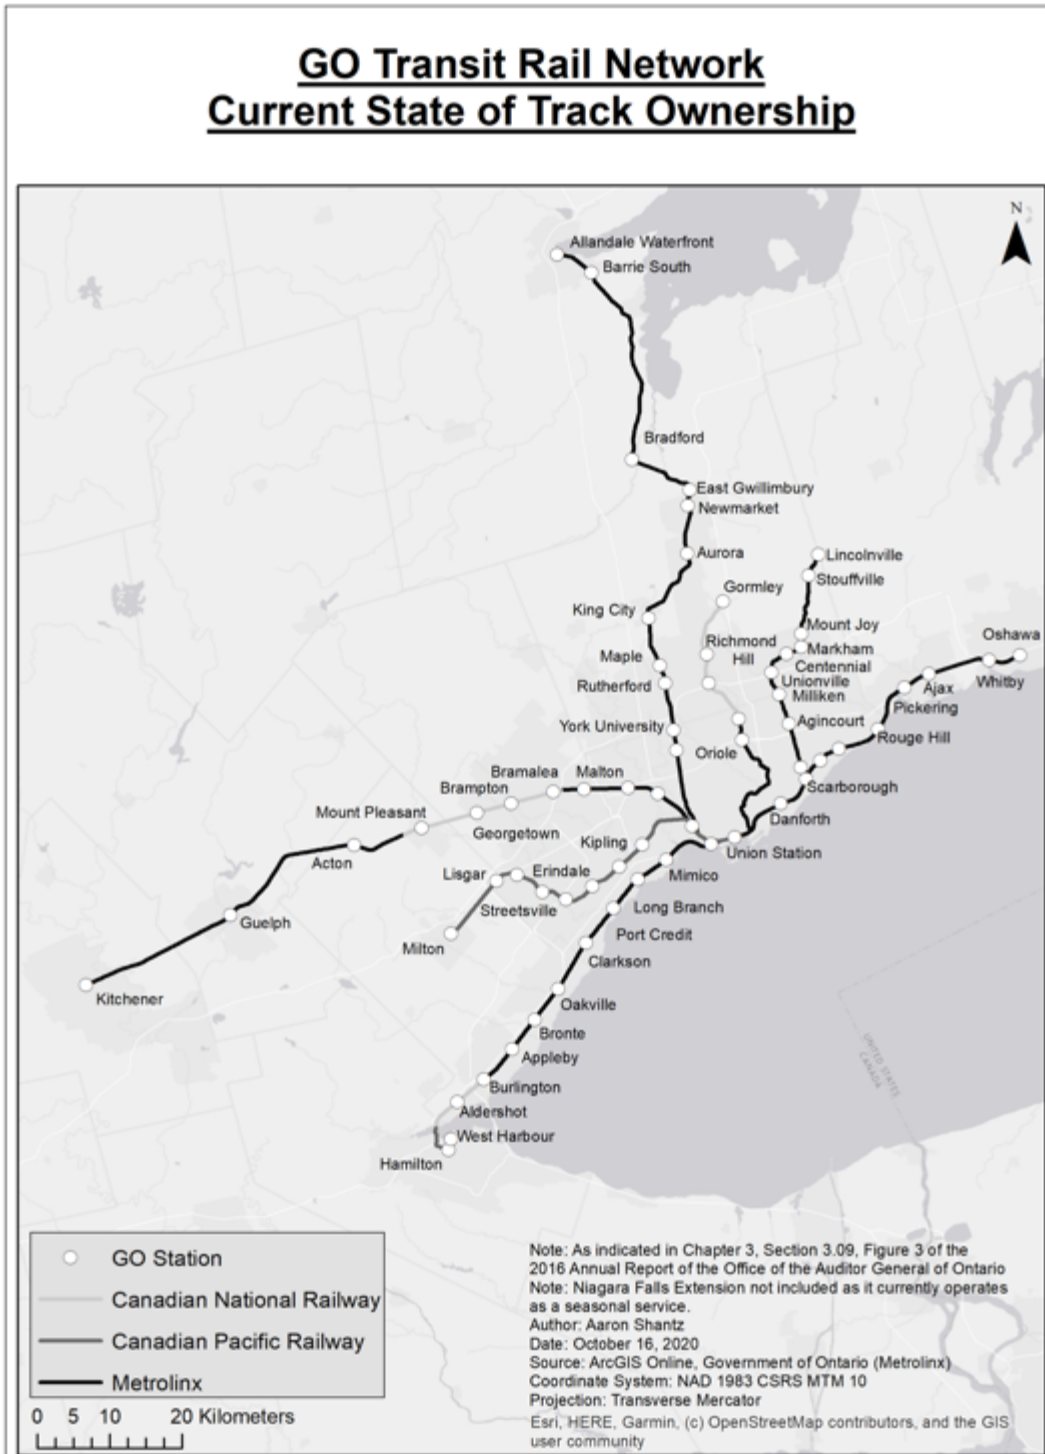 GO Transit Rail Network
Current State of Track Ownership
N
Allandale Waterfront
Barrie South
Bradford
East Gwillimbury
Newmarket
Aurora
Lincolnville
Stouffville
Gormley
King City
Mount Joy
Oshawa
Richmond
Hill
Markham
Maple
Centennial
Unionville
Whitby
Ajax
Rutherford
Milliken
Pickering
York University
Agincourt
Rouge Hill
Oriole
Bramalea
Malton
Brampton
Scarborough
Mount Pleasant
Danforth
Georgetown
Kipling
Union Station
Acton
Lisgar
Erindale
Mimico
Streetsville
Long Branch
Guelph
Port Credit
Milton
Clarkson
Kitchener
Oakville
Bronte
Appleby
UNITED STATES
CANADA
Burlington
Aldershot
West Harbour
Hamilton
GO Station
Canadian National Railway
Canadian Pacific Railway
Metrolinx
0 5 10 20 Kilometers
Note: As indicated in Chapter 3, Section 3.09, Figure 3 of the
2016 Annual Report of the Office of the Auditor General of Ontario
Note: Niagara Falls Extension not included as it currently operates
as a seasonal service.
Author: Aaron Shantz
Date: October 16, 2020
Source: ArcGIS Online, Government of Ontario (Metrolinx)
Coordinate System: NAD 1983 CSRS MTM 10
Projection: Transverse Mercator
Esri, HERE, Garmin, (c) OpenStreetMap contributors, and the GIS
user community